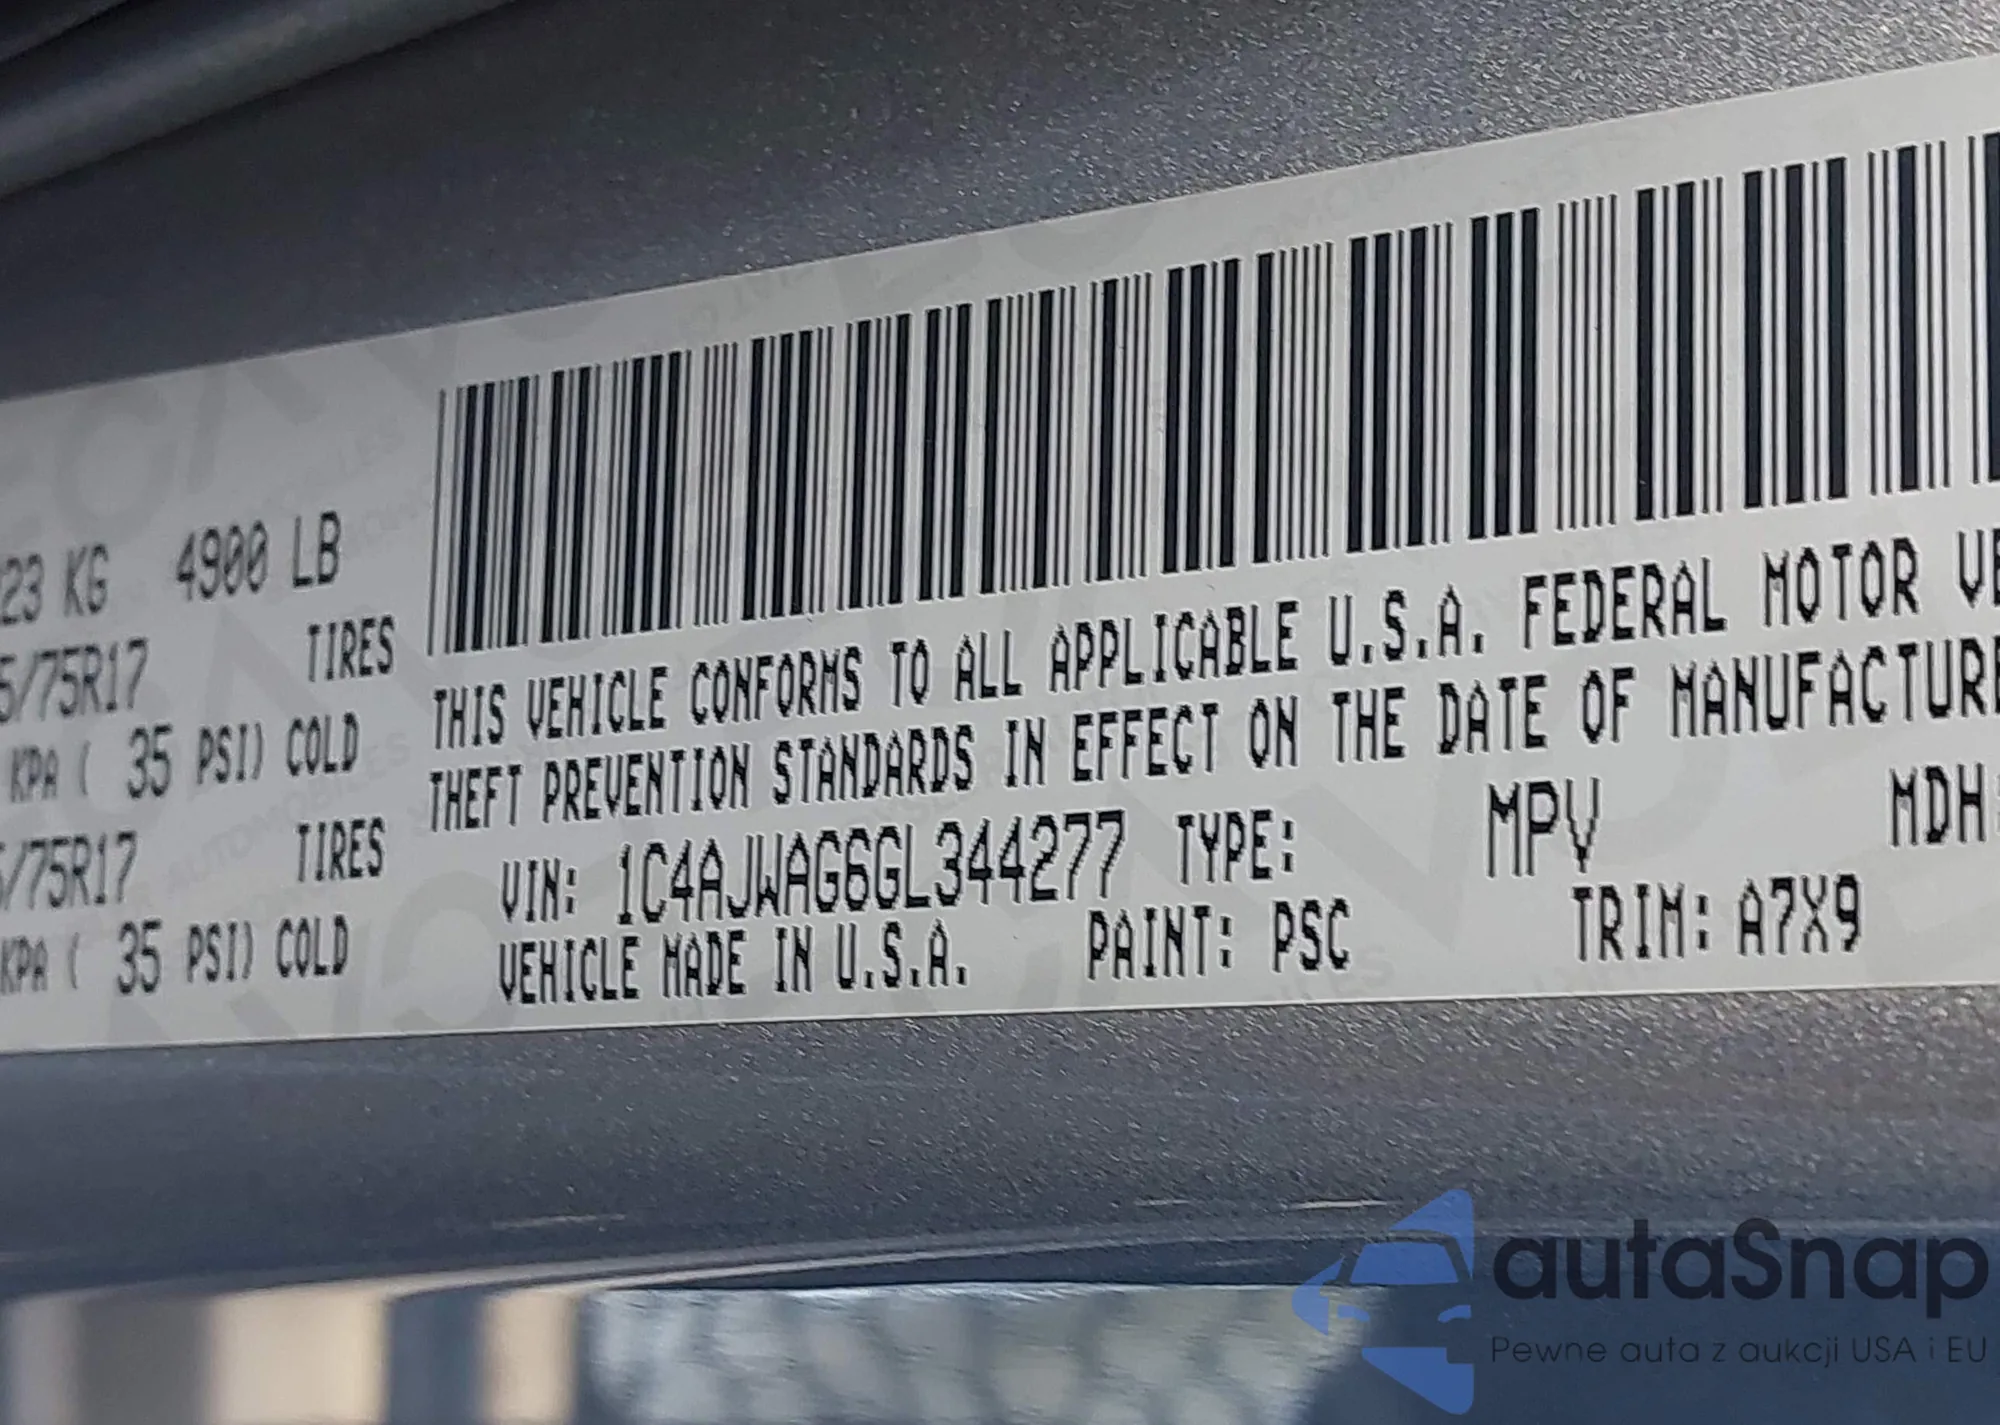 23 KG 4900 LB
5/75R17 TIRES
KPA ( 35 PSI) COLD
5/75R17 TIRES
KPA ( 35 PSI) COLD
THIS VEHICLE CONFORMS TO ALL APPLICABLE U.S.A. FEDERAL MOTOR VE
THEFT PREVENTION STANDARDS IN EFFECT ON THE DATE OF MANUFACTURE
VIN: 1C4AJWAG6GL344277 TYPE: MPV MDH:
VEHICLE MADE IN U.S.A. PAINT: PSC TRIM: A7X9
autaSnap
Pewne auta z aukcji USA i EU